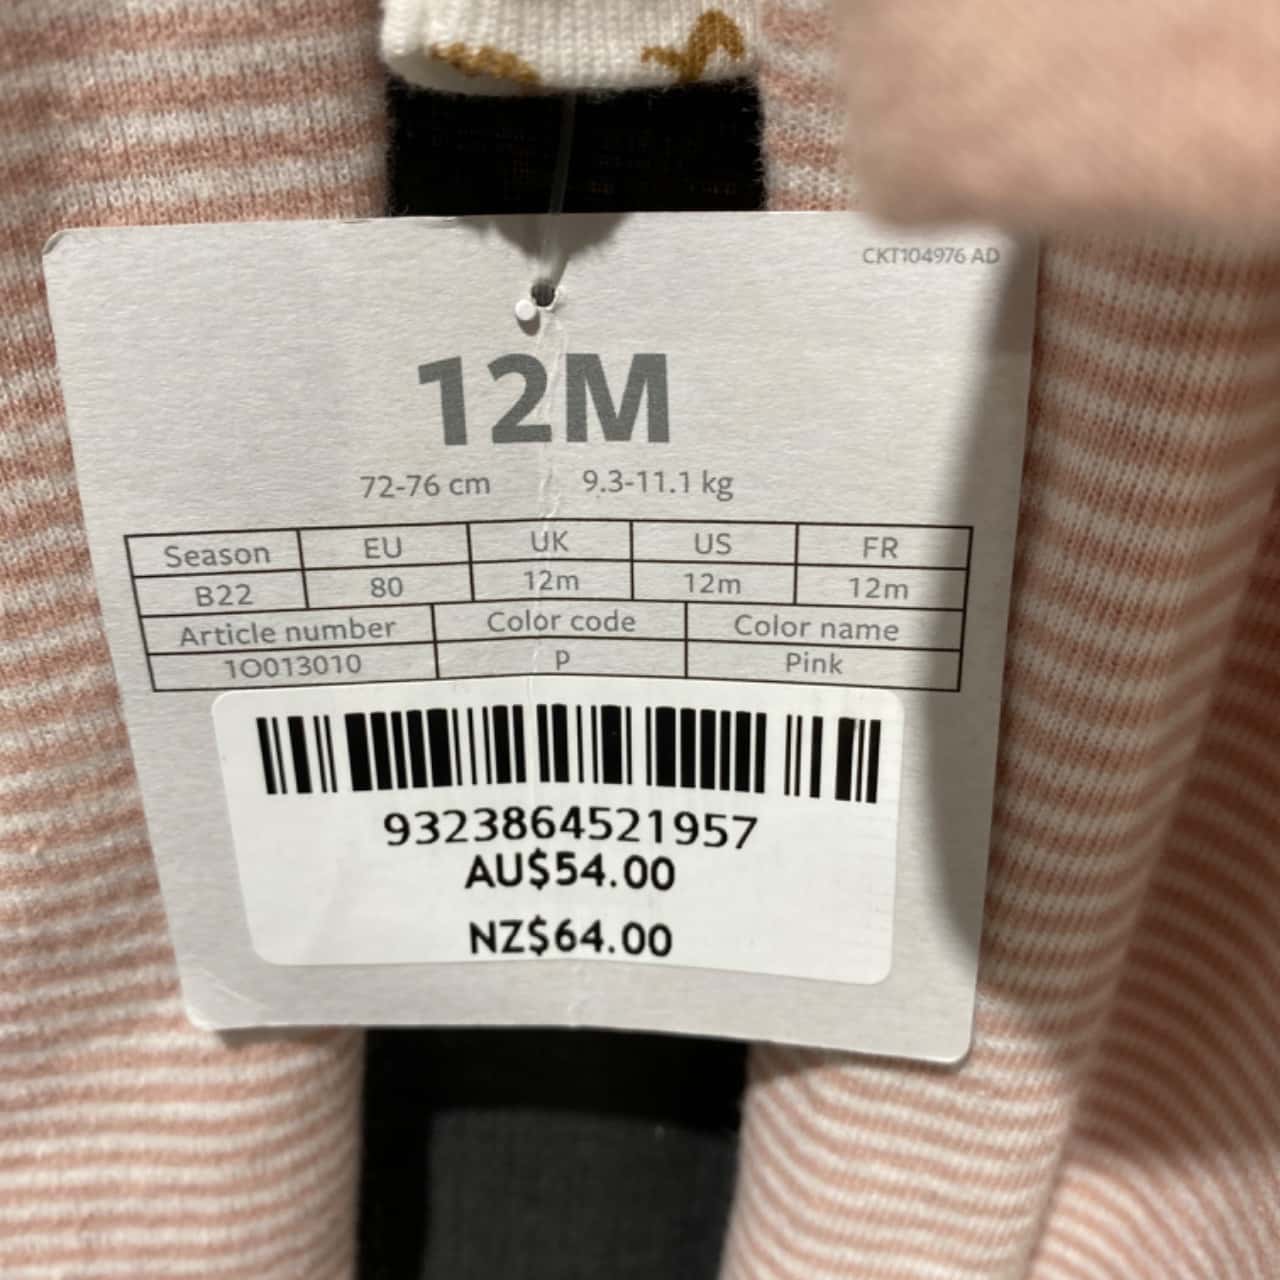 CKT104976 AD
12M
72-76 cm / 9.3-11.1 kg
Season EU UK US FR
B22 80 12m 12m 12m
Article number Color code Color name
1O013010 P Pink
9323864521957
AU$54.00
NZ$64.00